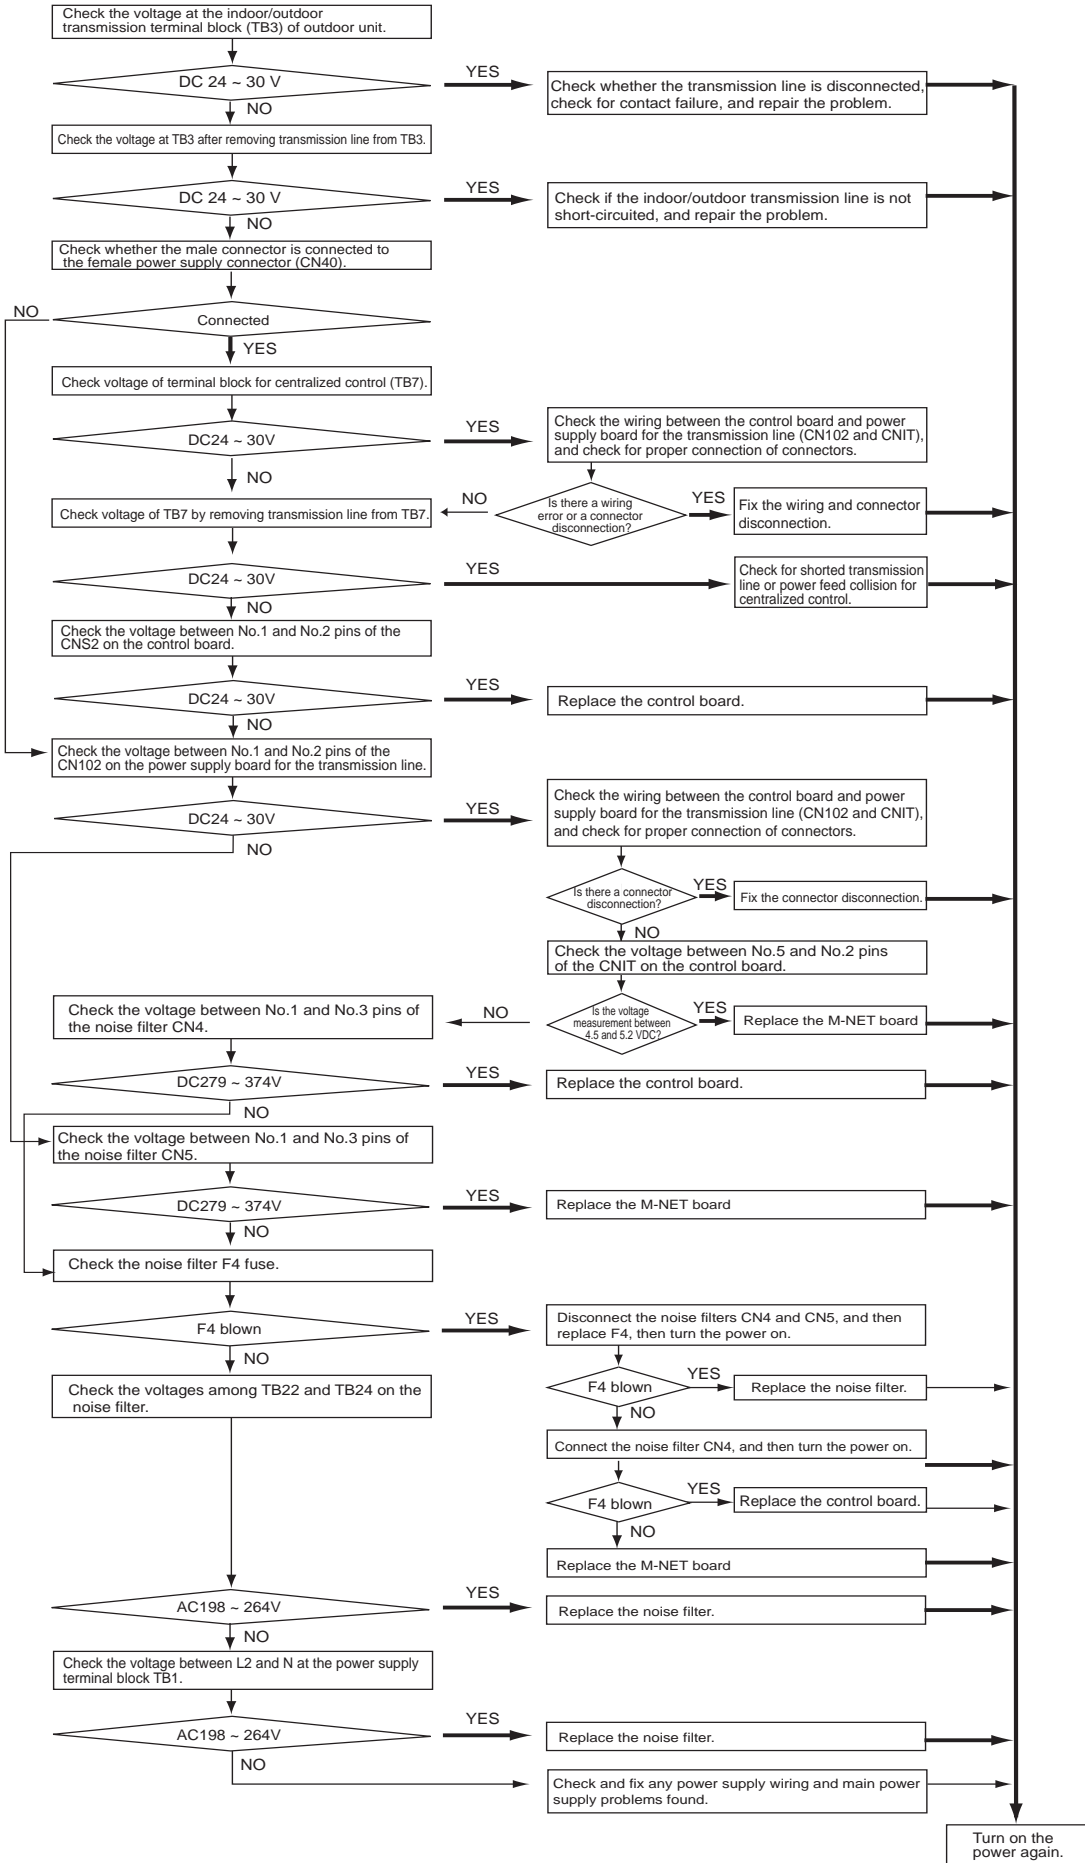 Check the voltage at the indoor/outdoor
transmission terminal block (TB3) of outdoor unit.
DC 24 ~ 30 V
YES
Check whether the transmission line is disconnected,
check for contact failure, and repair the problem.
NO
Check the voltage at TB3 after removing transmission line from TB3.
DC 24 ~ 30 V
YES
Check if the indoor/outdoor transmission line is not
short-circuited, and repair the problem.
NO
Check whether the male connector is connected to
the female power supply connector (CN40).
NO
Connected
YES
Check voltage of terminal block for centralized control (TB7).
DC24 ~ 30V
YES
Check the wiring between the control board and power
supply board for the transmission line (CN102 and CNIT),
and check for proper connection of connectors.
NO
Check voltage of TB7 by removing transmission line from TB7.
NO
Is there a wiring
error or a connector
disconnection?
YES
Fix the wiring and connector
disconnection.
DC24 ~ 30V
YES
Check for shorted transmission
line or power feed collision for
centralized control.
NO
Check the voltage between No.1 and No.2 pins of the
CNS2 on the control board.
DC24 ~ 30V
YES
Replace the control board.
NO
Check the voltage between No.1 and No.2 pins of the
CN102 on the power supply board for the transmission line.
DC24 ~ 30V
YES
Check the wiring between the control board and power
supply board for the transmission line (CN102 and CNIT),
and check for proper connection of connectors.
NO
Is there a connector
disconnection?
YES
Fix the connector disconnection.
NO
Check the voltage between No.5 and No.2 pins
of the CNIT on the control board.
Check the voltage between No.1 and No.3 pins of
the noise filter CN4.
NO
Is the voltage
measurement between
4.5 and 5.2 VDC?
YES
Replace the M-NET board
DC279 ~ 374V
YES
Replace the control board.
NO
Check the voltage between No.1 and No.3 pins of
the noise filter CN5.
DC279 ~ 374V
YES
Replace the M-NET board
NO
Check the noise filter F4 fuse.
F4 blown
YES
Disconnect the noise filters CN4 and CN5, and then
replace F4, then turn the power on.
NO
Check the voltages among TB22 and TB24 on the
noise filter.
F4 blown
YES
Replace the noise filter.
NO
Connect the noise filter CN4, and then turn the power on.
F4 blown
YES
Replace the control board.
NO
Replace the M-NET board
AC198 ~ 264V
YES
Replace the noise filter.
NO
Check the voltage between L2 and N at the power supply
terminal block TB1.
AC198 ~ 264V
YES
Replace the noise filter.
NO
Check and fix any power supply wiring and main power
supply problems found.
Turn on the
power again.